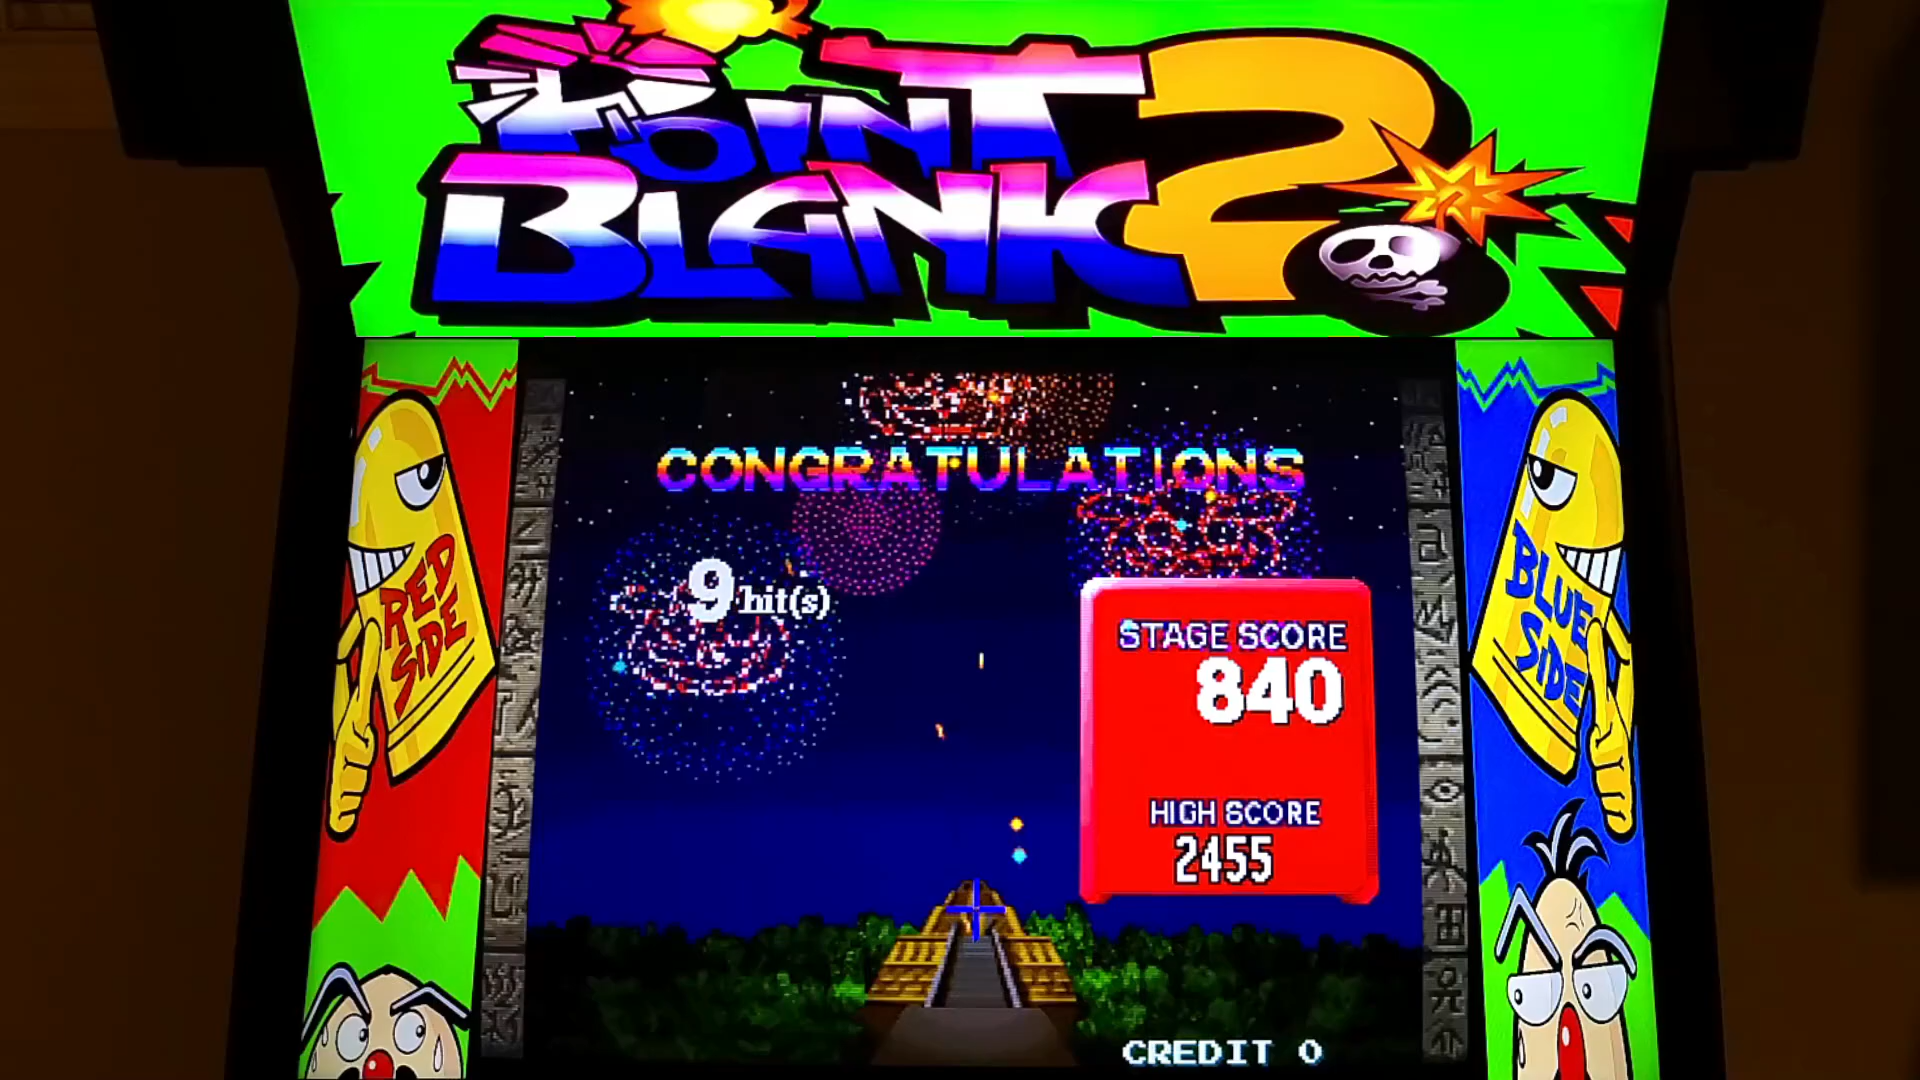 POINT
BLANK 2
CONGRATULATIONS
9 hit(s)
STAGE SCORE
840
HIGH SCORE
2455
RED
SIDE
BLUE
SIDE
CREDIT 0